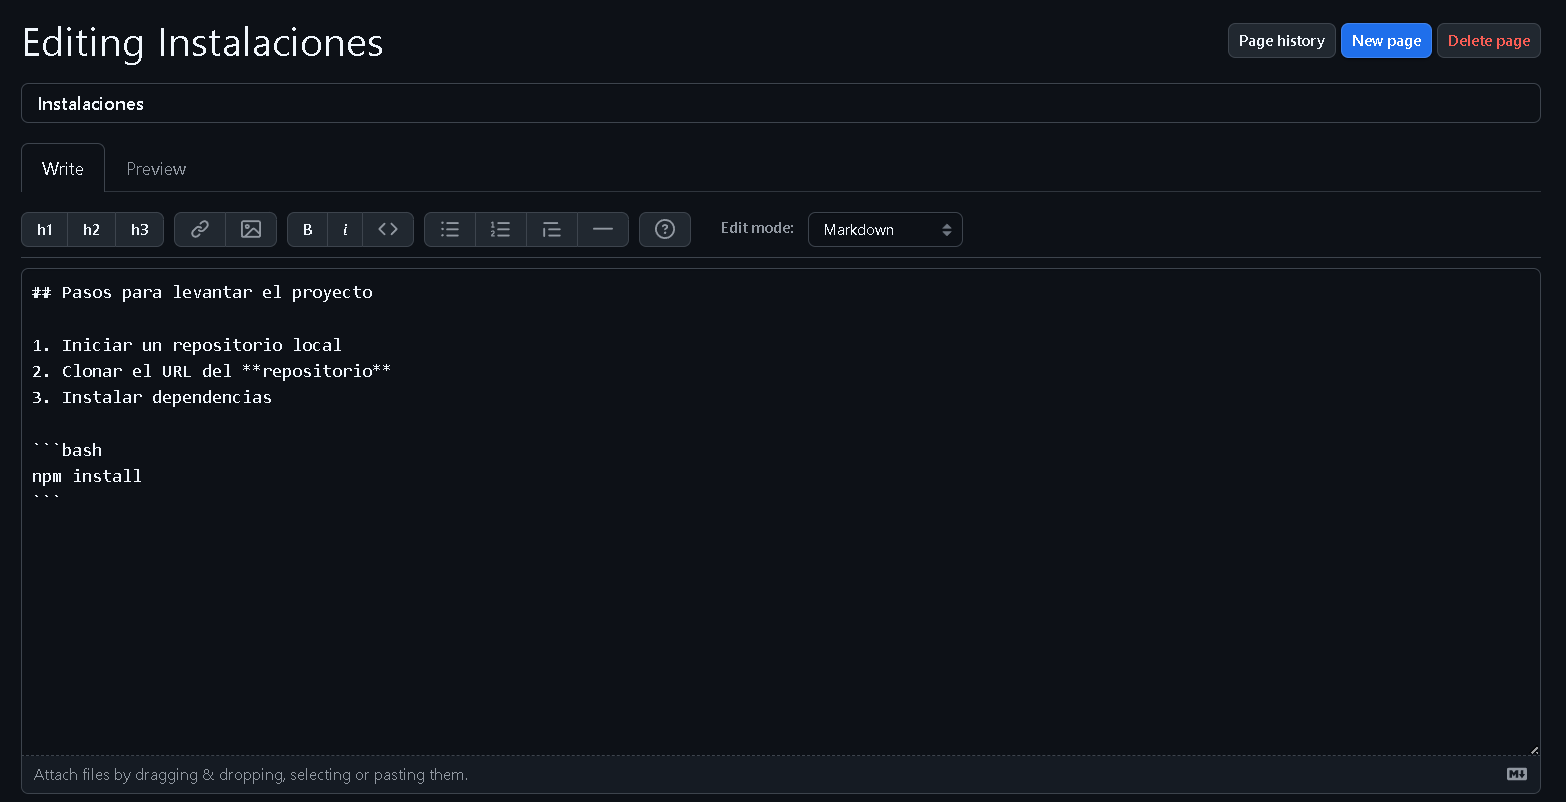 Editing Instalaciones
Page history New page Delete page
Instalaciones
Write Preview
h1 h2 h3 B i <> Edit mode: Markdown
## Pasos para levantar el proyecto
1. Iniciar un repositorio local
2. Clonar el URL del **repositorio**
3. Instalar dependencias
```bash
npm install
```
Attach files by dragging & dropping, selecting or pasting them.